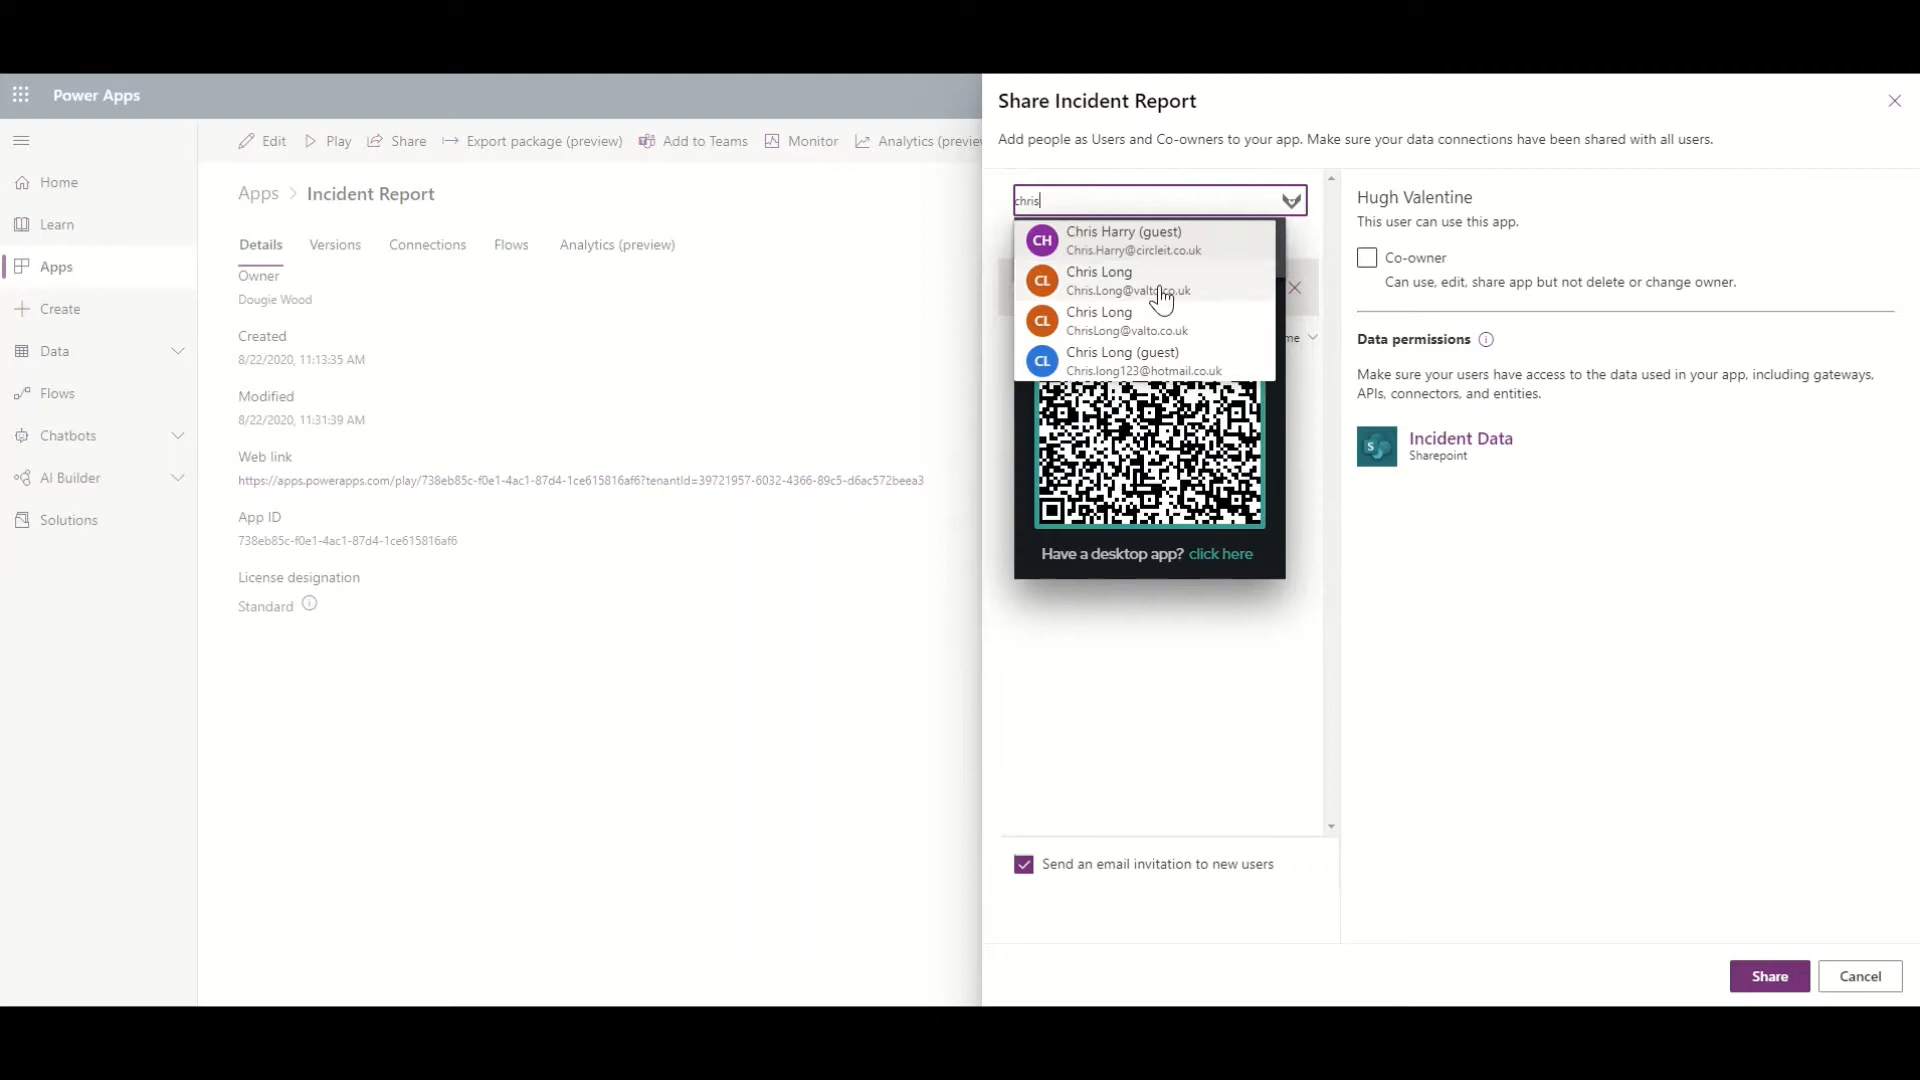 Power Apps
Edit
Play
Share
Export package (preview)
Add to Teams
Monitor
Analytics (previe
Home
Learn
Apps
Create
Data
Flows
Chatbots
AI Builder
Solutions
Apps > Incident Report
Details
Versions
Connections
Flows
Analytics (preview)
Owner
Dougie Wood
Created
8/22/2020, 11:13:35 AM
Modified
8/22/2020, 11:31:39 AM
Web link
https://apps.powerapps.com/play/738eb85c-f0e1-4ac1-87d4-1ce615816af6?tenantId=39721957-6032-4366-89c5-d6ac572beea3
App ID
738eb85c-f0e1-4ac1-87d4-1ce615816af6
License designation
Standard
Share Incident Report
Add people as Users and Co-owners to your app. Make sure your data connections have been shared with all users.
chris
CH
Chris Harry (guest)
Chris.Harry@circleit.co.uk
CL
Chris Long
Chris.Long@valto.co.uk
CL
Chris Long
ChrisLong@valto.co.uk
CL
Chris Long (guest)
Chris.long123@hotmail.co.uk
me
Have a desktop app? click here
Send an email invitation to new users
Hugh Valentine
This user can use this app.
Co-owner
Can use, edit, share app but not delete or change owner.
Data permissions
Make sure your users have access to the data used in your app, including gateways,
APIs, connectors, and entities.
S
Incident Data
Sharepoint
Share
Cancel